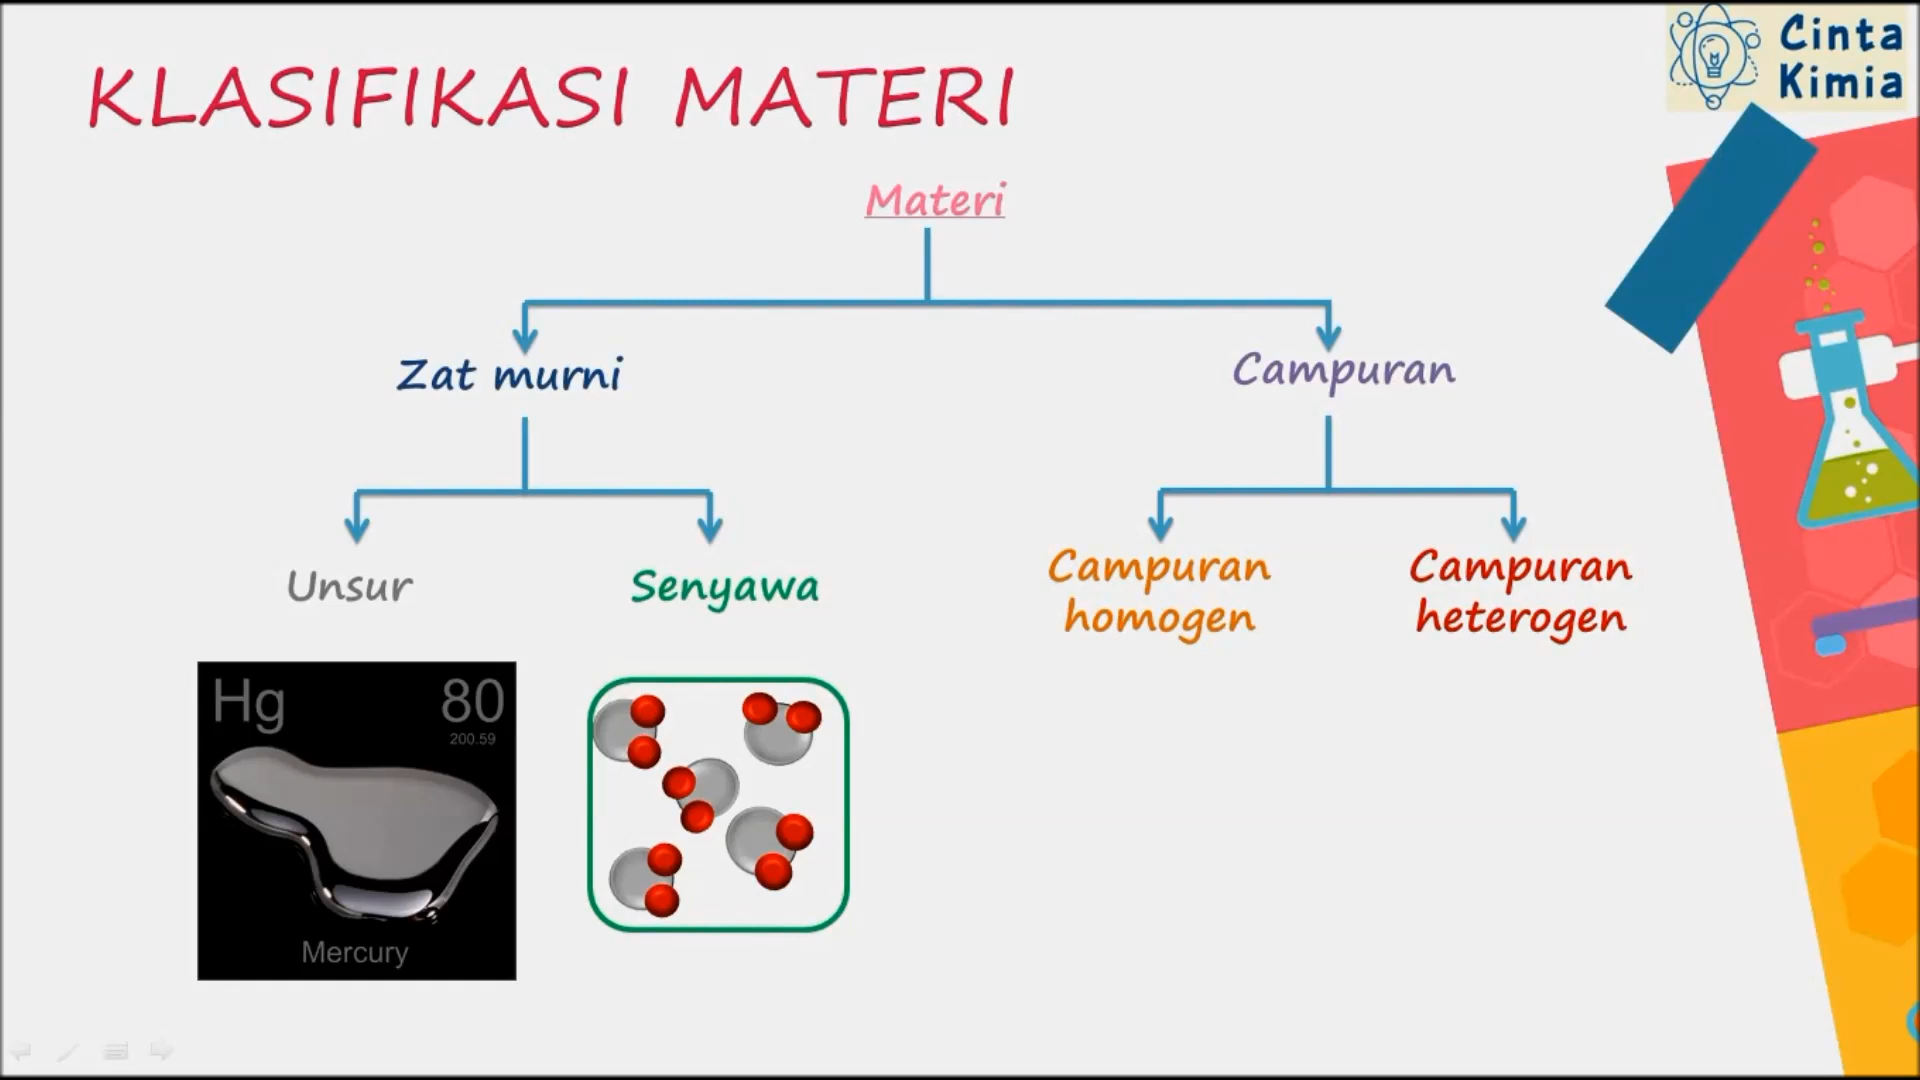 Cinta
Kimia
KLASIFIKASI MATERI
Materi
Zat murni
Campuran
Unsur
Senyawa
Campuran
homogen
Campuran
heterogen
Hg
80
200.59
Mercury